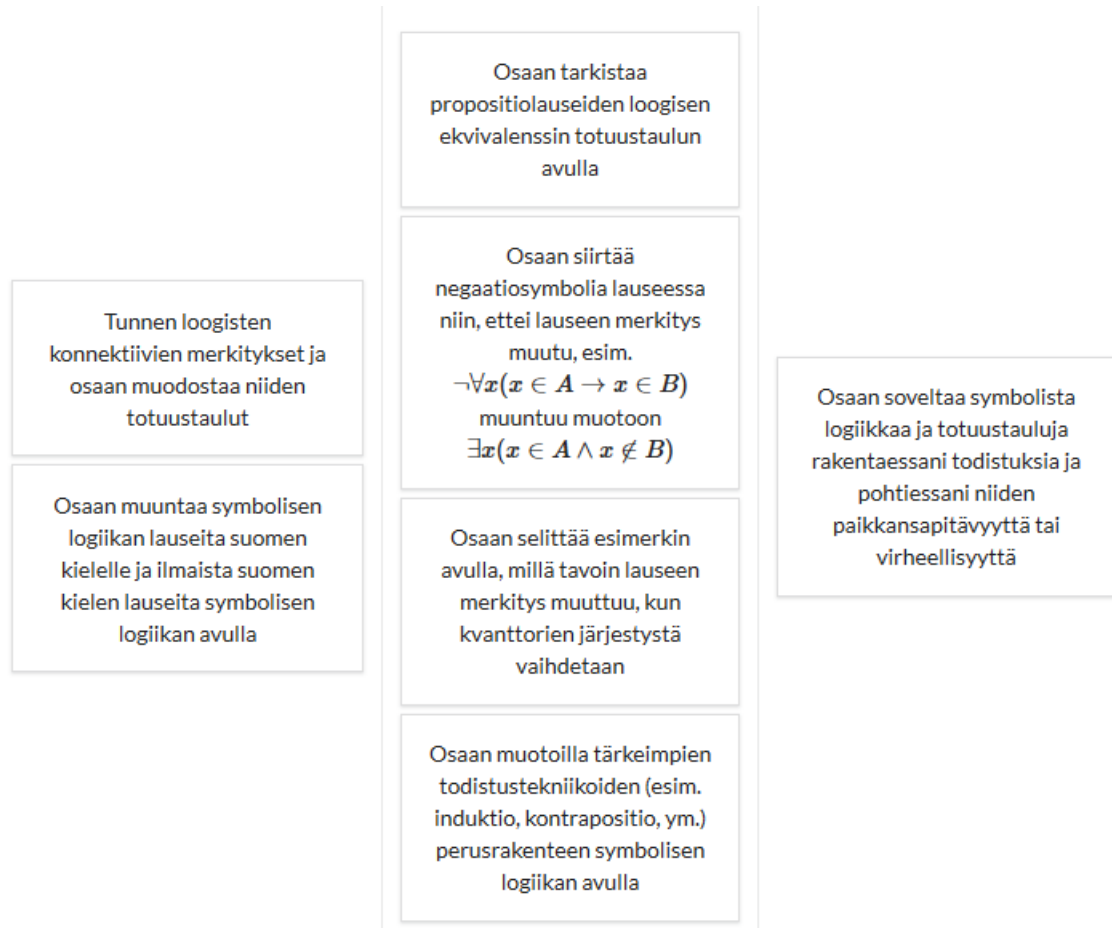 Tunnen loogisten
konnektiivien merkitykset ja
osaan muodostaa niiden
totuustaulut
Osaan muuntaa symbolisen
logiikan lauseita suomen
kielelle ja ilmaista suomen
kielen lauseita symbolisen
logiikan avulla
Osaan tarkistaa
propositiolauseiden loogisen
ekvivalenssin totuustaulun
avulla
Osaan siirtää
negaatiosymbolia lauseessa
niin, ettei lauseen merkitys
muutu, esim.
¬∀x(x ∈ A → x ∈ B)
muuntuu muotoon
∃x(x ∈ A ∧ x ∉ B)
Osaan selittää esimerkin
avulla, millä tavoin lauseen
merkitys muuttuu, kun
kvanttorien järjestystä
vaihdetaan
Osaan muotoilla tärkeimpien
todistustekniikoiden (esim.
induktio, kontrapositio, ym.)
perusrakenteen symbolisen
logiikan avulla
Osaan soveltaa symbolista
logiikkaa ja totuustauluja
rakentaessani todistuksia ja
pohtiessani niiden
paikkansapitävyyttä tai
virheellisyyttä